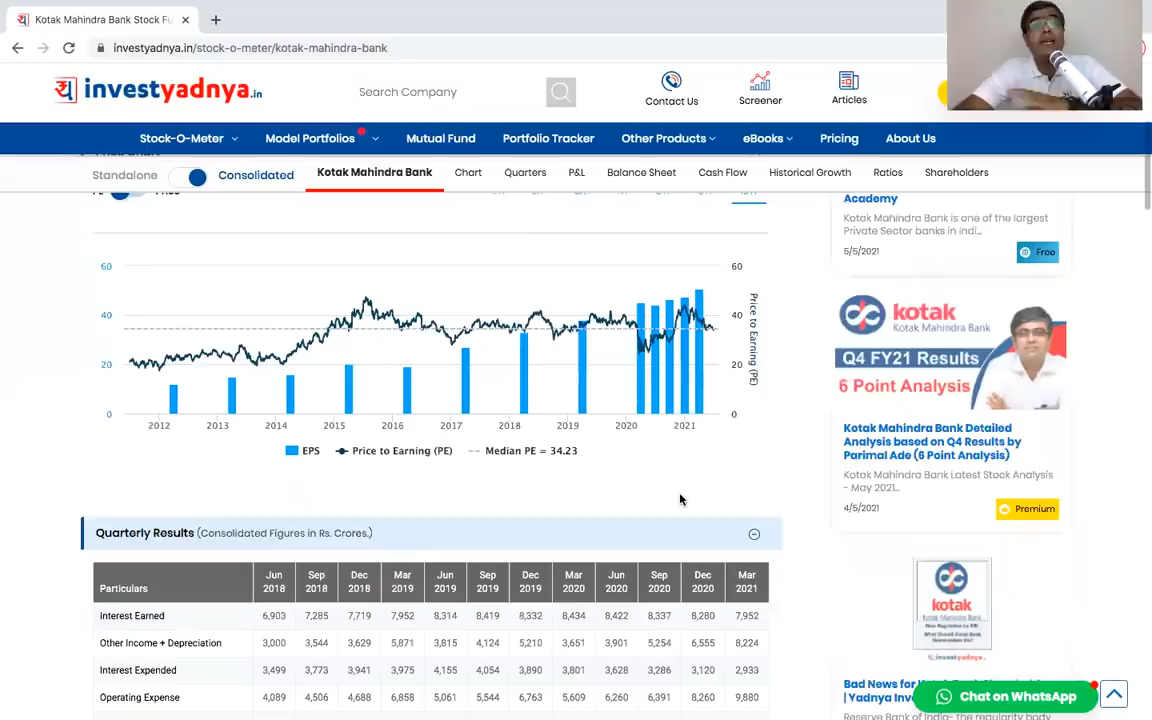 Kotak Mahindra Bank Stock Fu
investyadnya.in/stock-o-meter/kotak-mahindra-bank
investyadnya.in
Search Company
Contact Us
Screener
Articles
Stock-O-Meter
Model Portfolios
Mutual Fund
Portfolio Tracker
Other Products
eBooks
Pricing
About Us
Standalone
Consolidated
Kotak Mahindra Bank
Chart
Quarters
P&L
Balance Sheet
Cash Flow
Historical Growth
Ratios
Shareholders
60 60
40 40
20 20
0 0
Price to Earning (PE)
2012 2013 2014 2015 2016 2017 2018 2019 2020 2021
EPS Price to Earning (PE) Median PE = 34.23
Quarterly Results (Consolidated Figures in Rs. Crores.)
Particulars Jun 2018 Sep 2018 Dec 2018 Mar 2019 Jun 2019 Sep 2019 Dec 2019 Mar 2020 Jun 2020 Sep 2020 Dec 2020 Mar 2021
Interest Earned 6,903 7,285 7,719 7,952 8,314 8,419 8,332 8,434 8,422 8,337 8,280 7,952
Other Income + Depreciation 3,000 3,544 3,629 5,871 3,815 4,124 5,210 3,651 3,901 5,254 6,555 8,224
Interest Expended 3,499 3,773 3,941 3,975 4,155 4,054 3,890 3,801 3,628 3,286 3,120 2,933
Operating Expense 4,089 4,506 4,688 6,858 5,061 5,544 6,763 5,609 6,260 6,391 8,260 9,880
Academy
Kotak Mahindra Bank is one of the largest
Private Sector banks in Indi...
5/5/2021
Free
kotak
Kotak Mahindra Bank
Q4 FY21 Results
6 Point Analysis
Kotak Mahindra Bank Detailed
Analysis based on Q4 Results by
Parimal Ade (6 Point Analysis)
Kotak Mahindra Bank Latest Stock Analysis
- May 2021...
4/5/2021
Premium
kotak
Kotak Mahindra Bank
investyadnya.in
Bad News for
| Yadnya Inve
Chat on WhatsApp